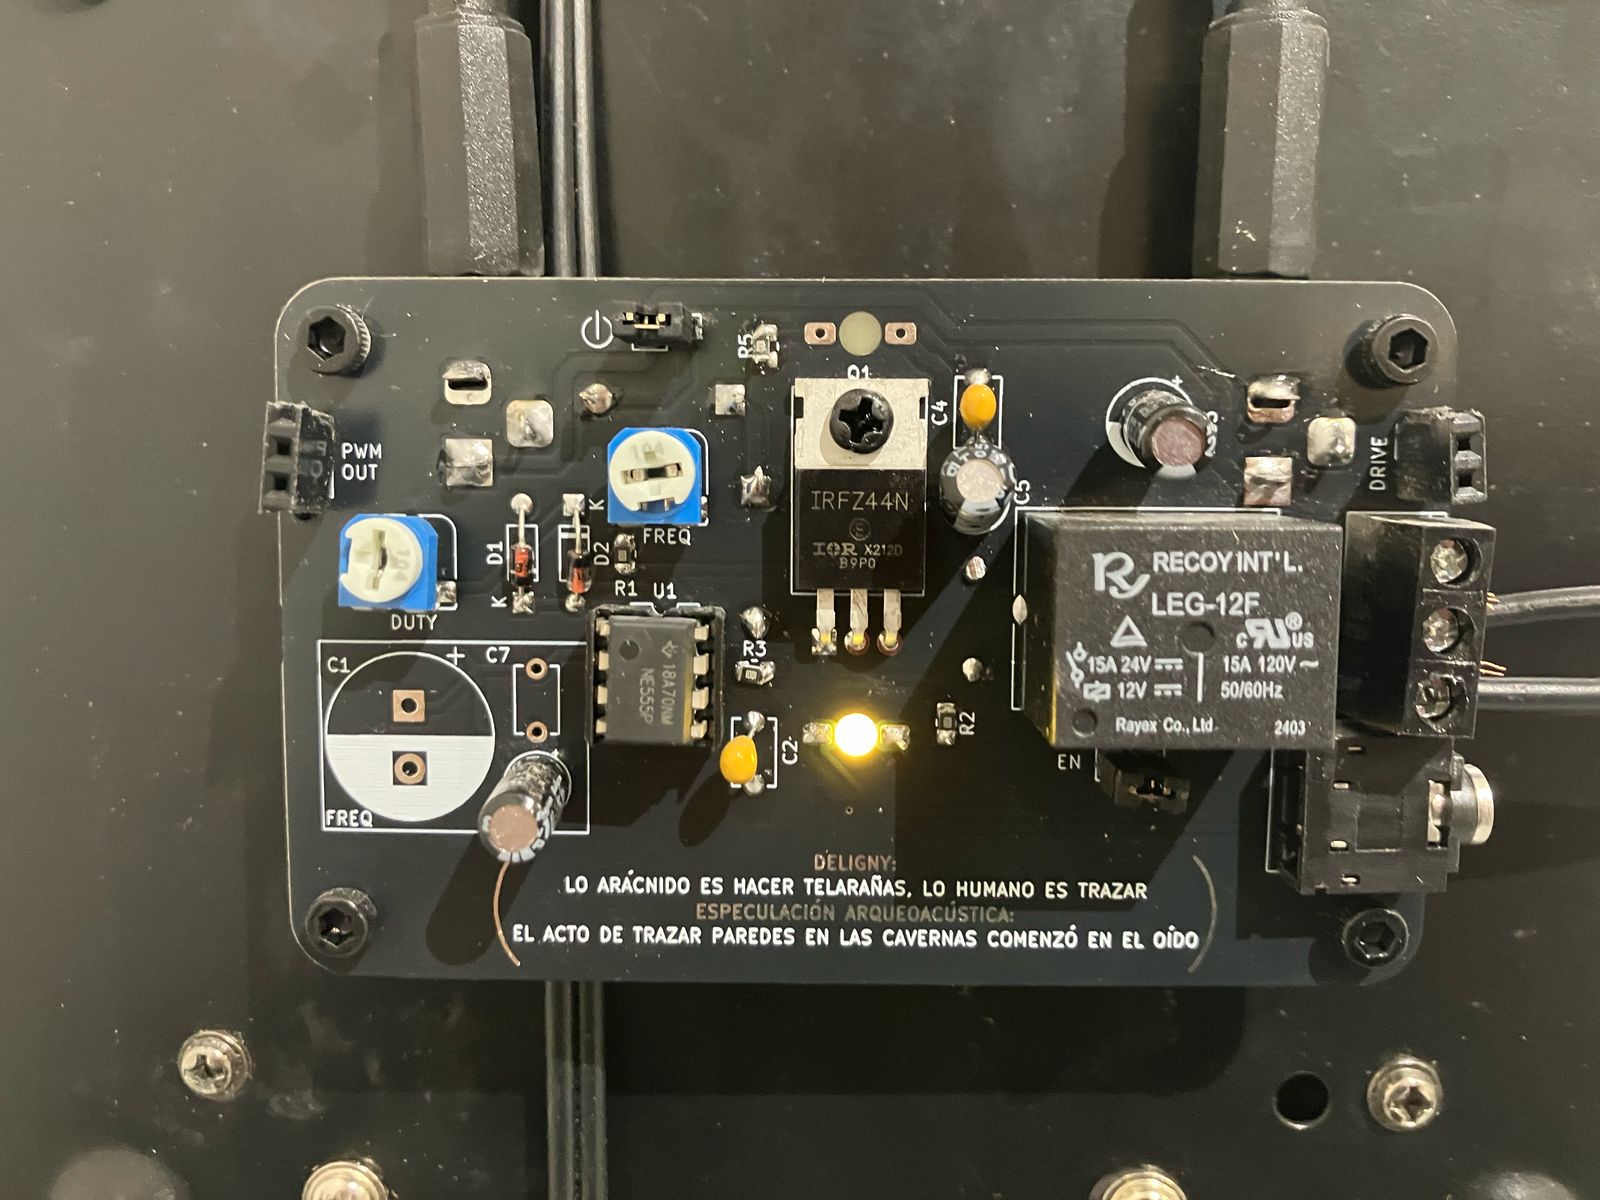 R5
Q1
C4
PWM
OUT
DRIVE
C5
K
FREQ
IRFZ44N
IOR X212D
B9P0
D1
D2
K
R1 U1
DUTY
RECOY INT'L.
LEG-12F
c RU ® US
15A 24V
15A 120V~
12V
50/60Hz
Rayex Co., Ltd
2403
C1
+
C7
18A70NM
NE555P
R3
R2
C2
EN
FREQ
DELIGNY:
LO ARÁCNIDO ES HACER TELARAÑAS, LO HUMANO ES TRAZAR
ESPECULACIÓN ARQUEOACÚSTICA:
EL ACTO DE TRAZAR PAREDES EN LAS CAVERNAS COMENZÓ EN EL OÍDO